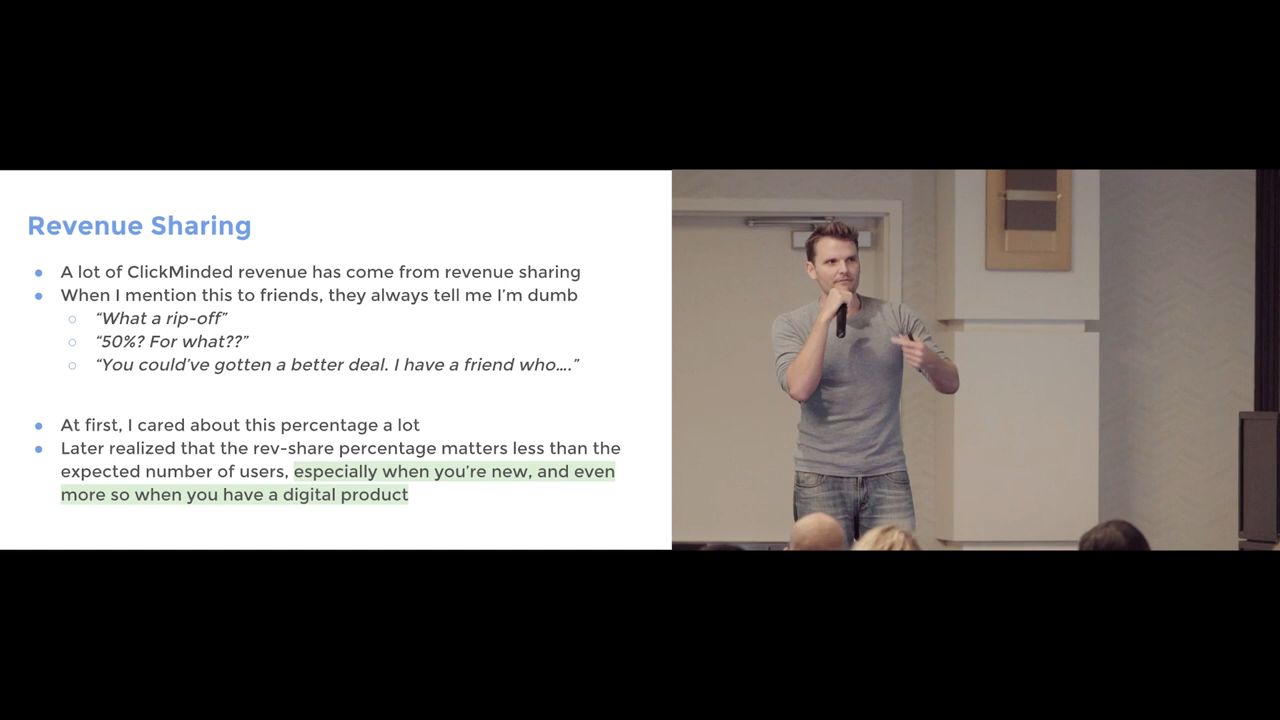 Revenue Sharing
● A lot of ClickMinded revenue has come from revenue sharing
● When I mention this to friends, they always tell me I’m dumb
○ “What a rip-off”
○ “50%? For what??”
○ “You could’ve gotten a better deal. I have a friend who….”
● At first, I cared about this percentage a lot
● Later realized that the rev-share percentage matters less than the
expected number of users, especially when you’re new, and even
more so when you have a digital product